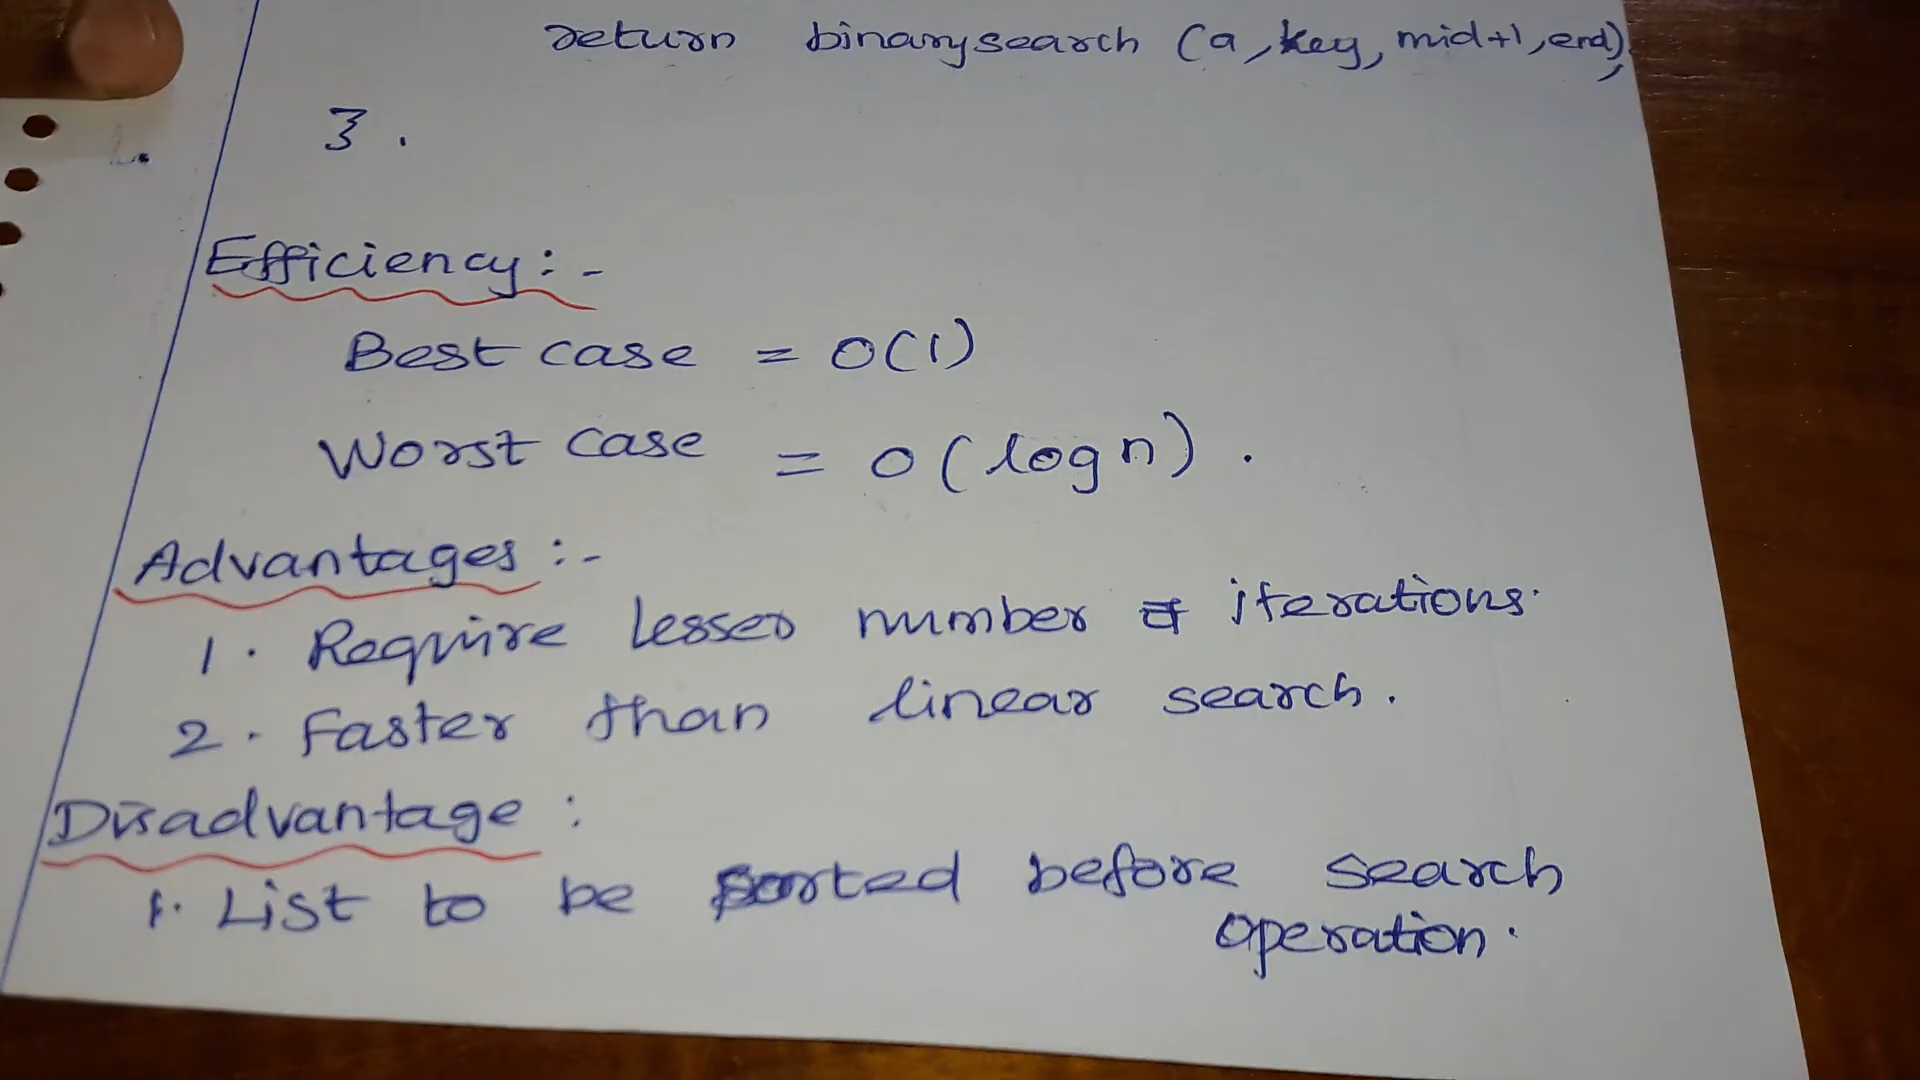 return binarysearch (a, key, mid+1, end);
}.
Efficiency:-
Best case = O(1)
Worst case = O(log n).
Advantages:-
1. Require lesser number of iterations.
2. Faster than linear search.
Disadvantage:
1. List to be sorted before search
operation.